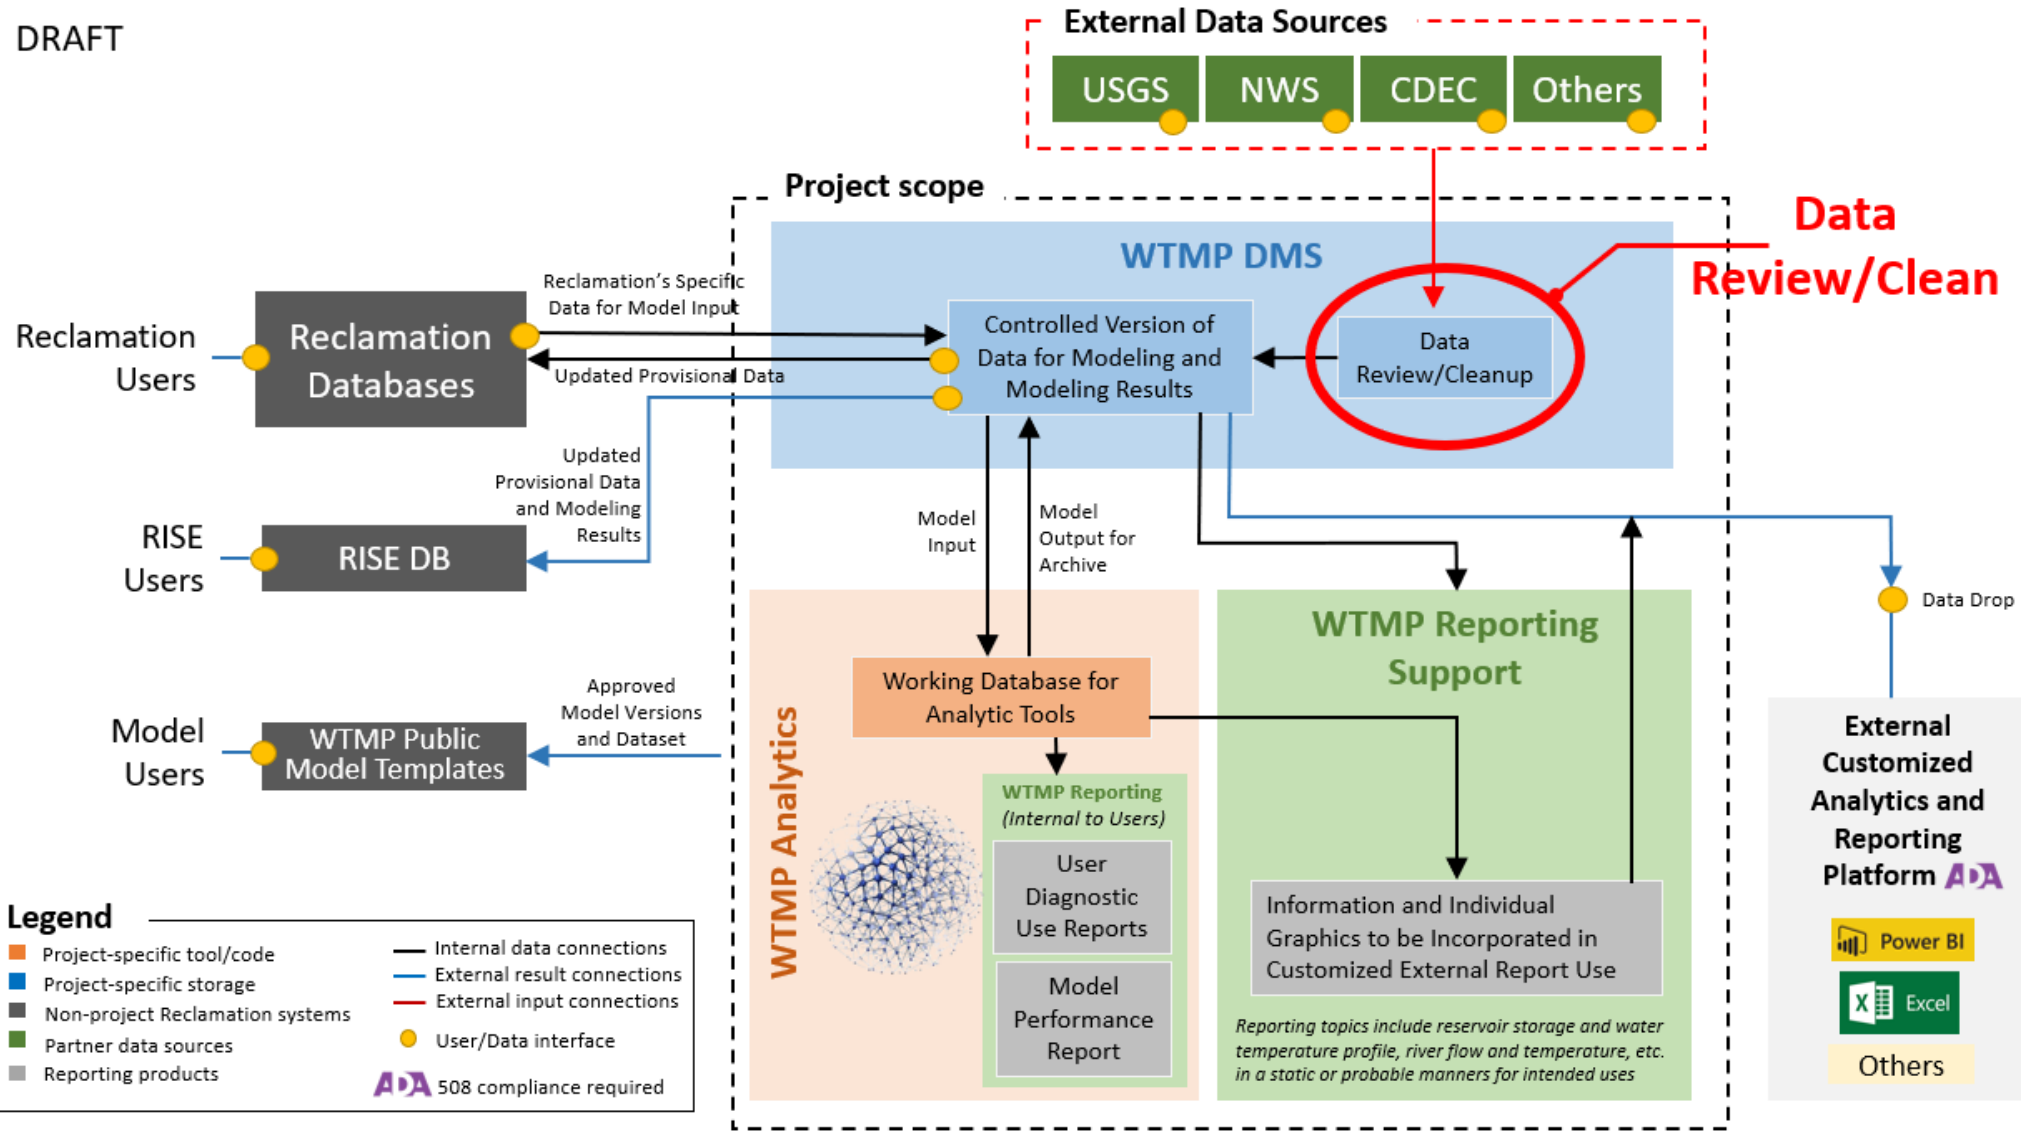 DRAFT
External Data Sources
USGS
NWS
CDEC
Others
Project scope
Data
Review/Clean
WTMP DMS
Reclamation's Specific
Data for Model Input
Reclamation
Users
Reclamation
Databases
Updated Provisional Data
Controlled Version of
Data for Modeling and
Modeling Results
Data
Review/Cleanup
Updated
Provisional Data
and Modeling
Results
RISE
Users
RISE DB
Model
Input
Model
Output for
Archive
Data Drop
WTMP Reporting
Support
Working Database for
Analytic Tools
Approved
Model Versions
and Dataset
Model
Users
WTMP Public
Model Templates
WTMP Analytics
WTMP Reporting
(Internal to Users)
User
Diagnostic
Use Reports
Model
Performance
Report
Information and Individual
Graphics to be Incorporated in
Customized External Report Use
Reporting topics include reservoir storage and water
temperature profile, river flow and temperature, etc.
in a static or probable manners for intended uses
External
Customized
Analytics and
Reporting
Platform ADA
Power BI
X Excel
Others
Legend
Project-specific tool/code
Project-specific storage
Non-project Reclamation systems
Partner data sources
Reporting products
Internal data connections
External result connections
External input connections
User/Data interface
ADA 508 compliance required